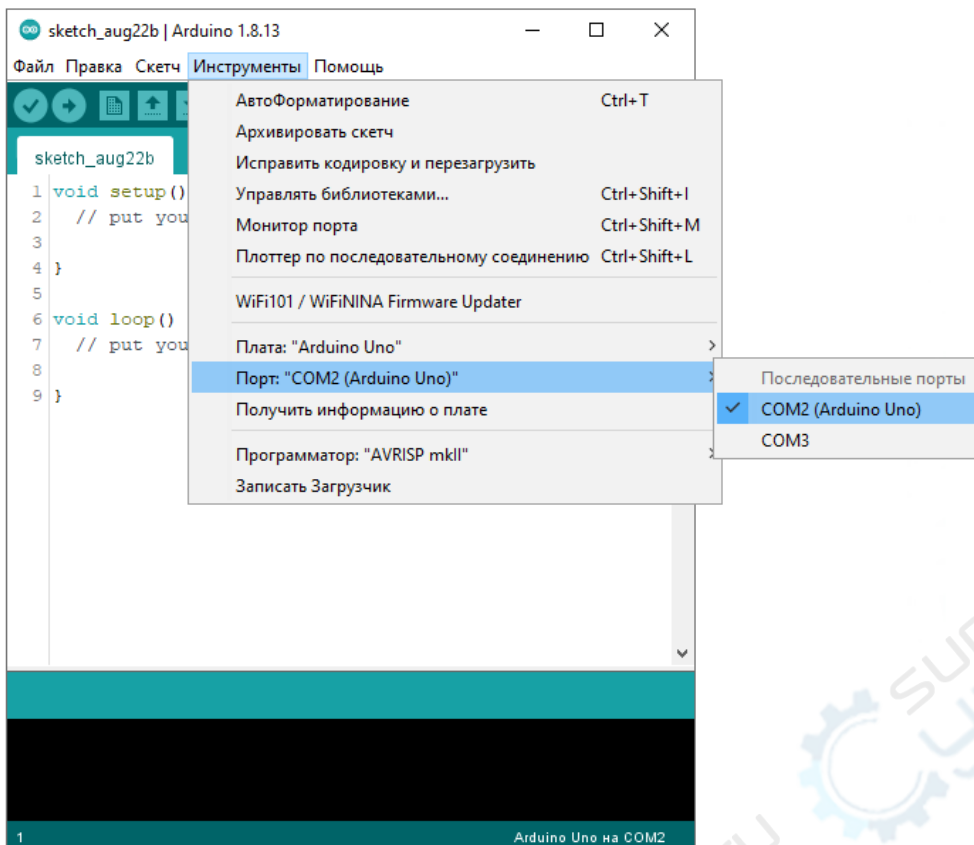 sketch_aug22b | Arduino 1.8.13
Файл Правка Скетч Инструменты Помощь
sketch_aug22b
АвтоФорматирование Ctrl+T
Архивировать скетч
Исправить кодировку и перезагрузить
Управлять библиотеками... Ctrl+Shift+I
Монитор порта Ctrl+Shift+M
Плоттер по последовательному соединению Ctrl+Shift+L
WiFi101 / WiFiNINA Firmware Updater
Плата: "Arduino Uno"
Порт: "COM2 (Arduino Uno)"
Получить информацию о плате
Программатор: "AVRISP mkII"
Записать Загрузчик
Последовательные порты
COM2 (Arduino Uno)
COM3
1 void setup()
2 // put you
3
4 }
5
6 void loop()
7 // put you
8
9 }
1 Arduino Uno на COM2